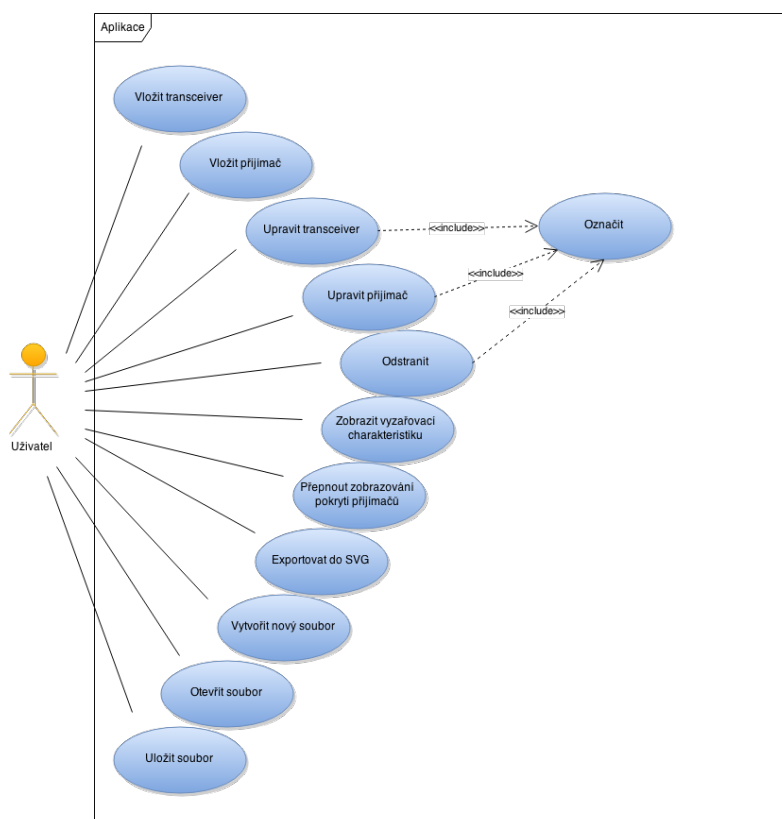 Aplikace
Vložit transceiver
Vložit přijímač
Upravit transceiver
<<include>>
Označit
Upravit přijímač
<<include>>
<<include>>
Odstranit
Zobrazit vyzařovací
charakteristiku
Uživatel
Přepnout zobrazování
pokrytí přijímačů
Exportovat do SVG
Vytvořit nový soubor
Otevřít soubor
Uložit soubor